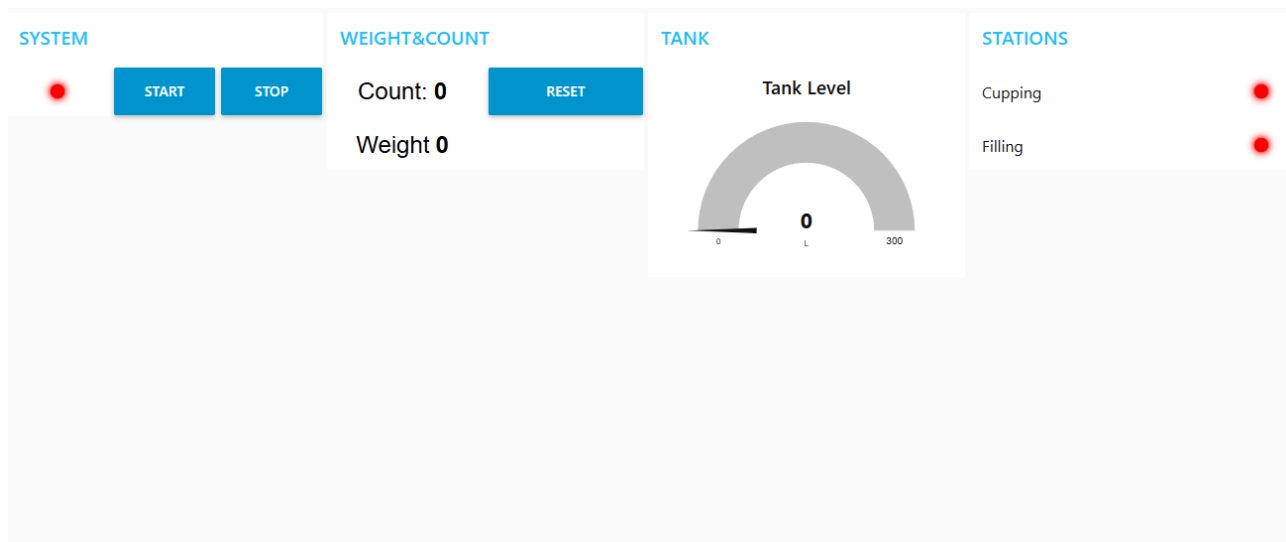 SYSTEM
START STOP
WEIGHT&COUNT
Count: 0 RESET
Weight 0
TANK
Tank Level
0
0 L 300
STATIONS
Cupping
Filling